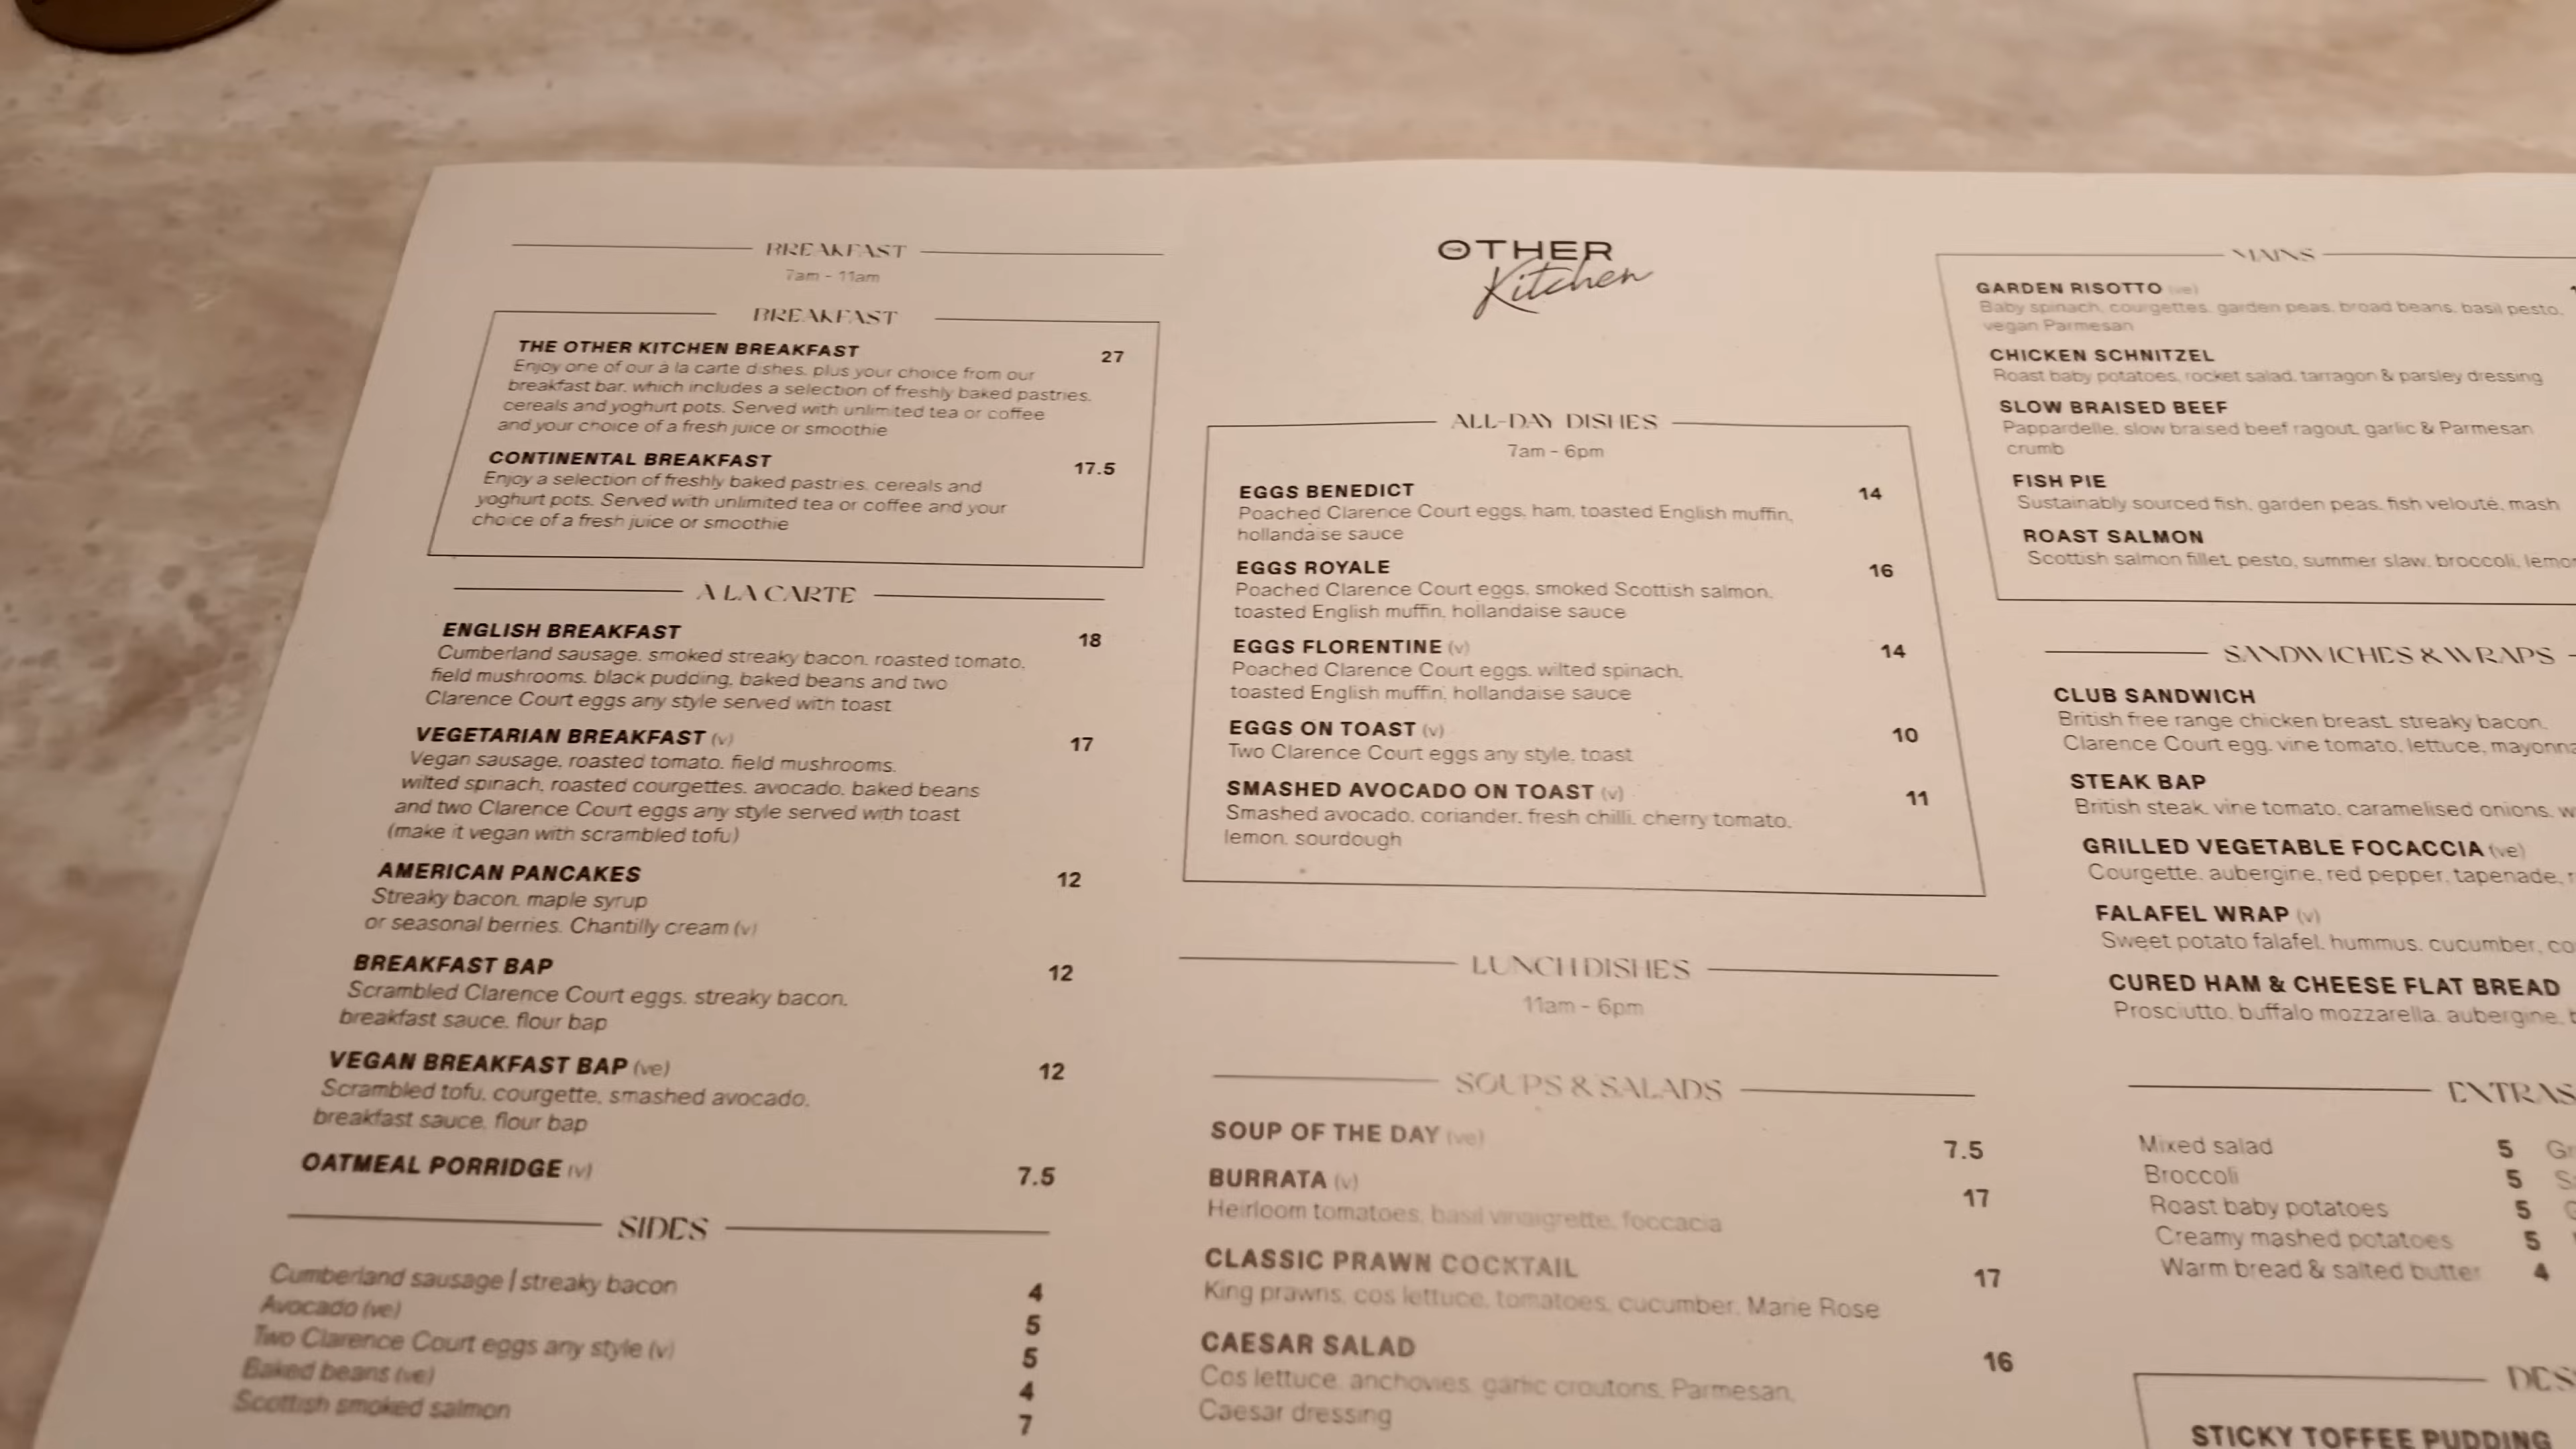 BREAKFAST
7am - 11am
BREAKFAST
THE OTHER KITCHEN BREAKFAST 27
Enjoy one of our à la carte dishes, plus your choice from our
breakfast bar, which includes a selection of freshly baked pastries,
cereals and yoghurt pots. Served with unlimited tea or coffee
and your choice of a fresh juice or smoothie
CONTINENTAL BREAKFAST 17.5
Enjoy a selection of freshly baked pastries, cereals and
yoghurt pots. Served with unlimited tea or coffee and your
choice of a fresh juice or smoothie
À LA CARTE
ENGLISH BREAKFAST 18
Cumberland sausage, smoked streaky bacon, roasted tomato,
field mushrooms, black pudding, baked beans and two
Clarence Court eggs any style served with toast
VEGETARIAN BREAKFAST (v) 17
Vegan sausage, roasted tomato, field mushrooms,
wilted spinach, roasted courgettes, avocado, baked beans
and two Clarence Court eggs any style served with toast
(make it vegan with scrambled tofu)
AMERICAN PANCAKES 12
Streaky bacon, maple syrup
or seasonal berries, Chantilly cream (v)
BREAKFAST BAP 12
Scrambled Clarence Court eggs, streaky bacon,
breakfast sauce, flour bap
VEGAN BREAKFAST BAP (ve) 12
Scrambled tofu, courgette, smashed avocado,
breakfast sauce, flour bap
OATMEAL PORRIDGE (v) 7.5
SIDES
Cumberland sausage | streaky bacon 4
Avocado (ve) 5
Two Clarence Court eggs any style (v) 5
Baked beans (ve) 4
Scottish smoked salmon 7
OTHER
Kitchen
ALL-DAY DISHES
7am - 6pm
EGGS BENEDICT 14
Poached Clarence Court eggs, ham, toasted English muffin,
hollandaise sauce
EGGS ROYALE 16
Poached Clarence Court eggs, smoked Scottish salmon,
toasted English muffin, hollandaise sauce
EGGS FLORENTINE (v) 14
Poached Clarence Court eggs, wilted spinach,
toasted English muffin, hollandaise sauce
EGGS ON TOAST (v) 10
Two Clarence Court eggs any style, toast
SMASHED AVOCADO ON TOAST (v) 11
Smashed avocado, coriander, fresh chilli, cherry tomato,
lemon, sourdough
LUNCH DISHES
11am - 6pm
SOUPS & SALADS
SOUP OF THE DAY (ve) 7.5
BURRATA (v) 17
Heirloom tomatoes, basil vinaigrette, foccacia
CLASSIC PRAWN COCKTAIL 17
King prawns, cos lettuce, tomatoes, cucumber, Marie Rose
CAESAR SALAD 16
Cos lettuce, anchovies, garlic croutons, Parmesan,
Caesar dressing
MAINS
GARDEN RISOTTO (ve)
Baby spinach, courgettes, garden peas, broad beans, basil pesto,
vegan Parmesan
CHICKEN SCHNITZEL
Roast baby potatoes, rocket salad, tarragon & parsley dressing
SLOW BRAISED BEEF
Pappardelle, slow braised beef ragout, garlic & Parmesan
crumb
FISH PIE
Sustainably sourced fish, garden peas, fish velouté, mash
ROAST SALMON
Scottish salmon fillet, pesto, summer slaw, broccoli,
SANDWICHES & WRAPS
CLUB SANDWICH
British free range chicken breast, streaky bacon,
Clarence Court egg, vine tomato, lettuce,
STEAK BAP
British steak, vine tomato, caramelised onions,
GRILLED VEGETABLE FOCACCIA (ve)
Courgette, aubergine, red pepper, tapenade,
FALAFEL WRAP (v)
Sweet potato falafel, hummus, cucumber,
CURED HAM & CHEESE FLAT BREAD
Prosciutto, buffalo mozzarella, aubergine,
EXTRAS
Mixed salad 5
Broccoli 5
Roast baby potatoes 5
Creamy mashed potatoes 5
Warm bread & salted butter 4
STICKY TOFFEE PUDDING